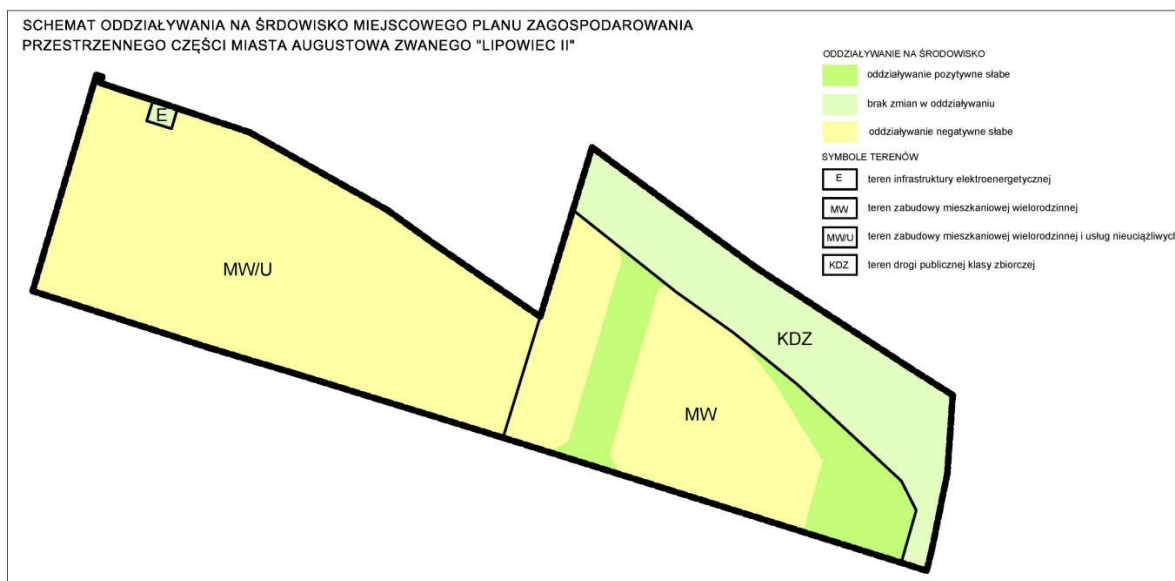 SCHEMAT ODDZIAŁYWANIA NA ŚRDOWISKO MIEJSCOWEGO PLANU ZAGOSPODAROWANIA
PRZESTRZENNEGO CZĘŚCI MIASTA AUGUSTOWA ZWANEGO "LIPOWIEC II"
ODDZIAŁYWANIE NA ŚRODOWISKO
oddziaływanie pozytywne słabe
brak zmian w oddziaływaniu
oddziaływanie negatywne słabe
SYMBOLE TERENÓW
E teren infrastruktury elektroenergetycznej
MW teren zabudowy mieszkaniowej wielorodzinnej
MW/U teren zabudowy mieszkaniowej wielorodzinnej i usług nieuciążliwych
KDZ teren drogi publicznej klasy zbiorczej
E
MW/U
KDZ
MW